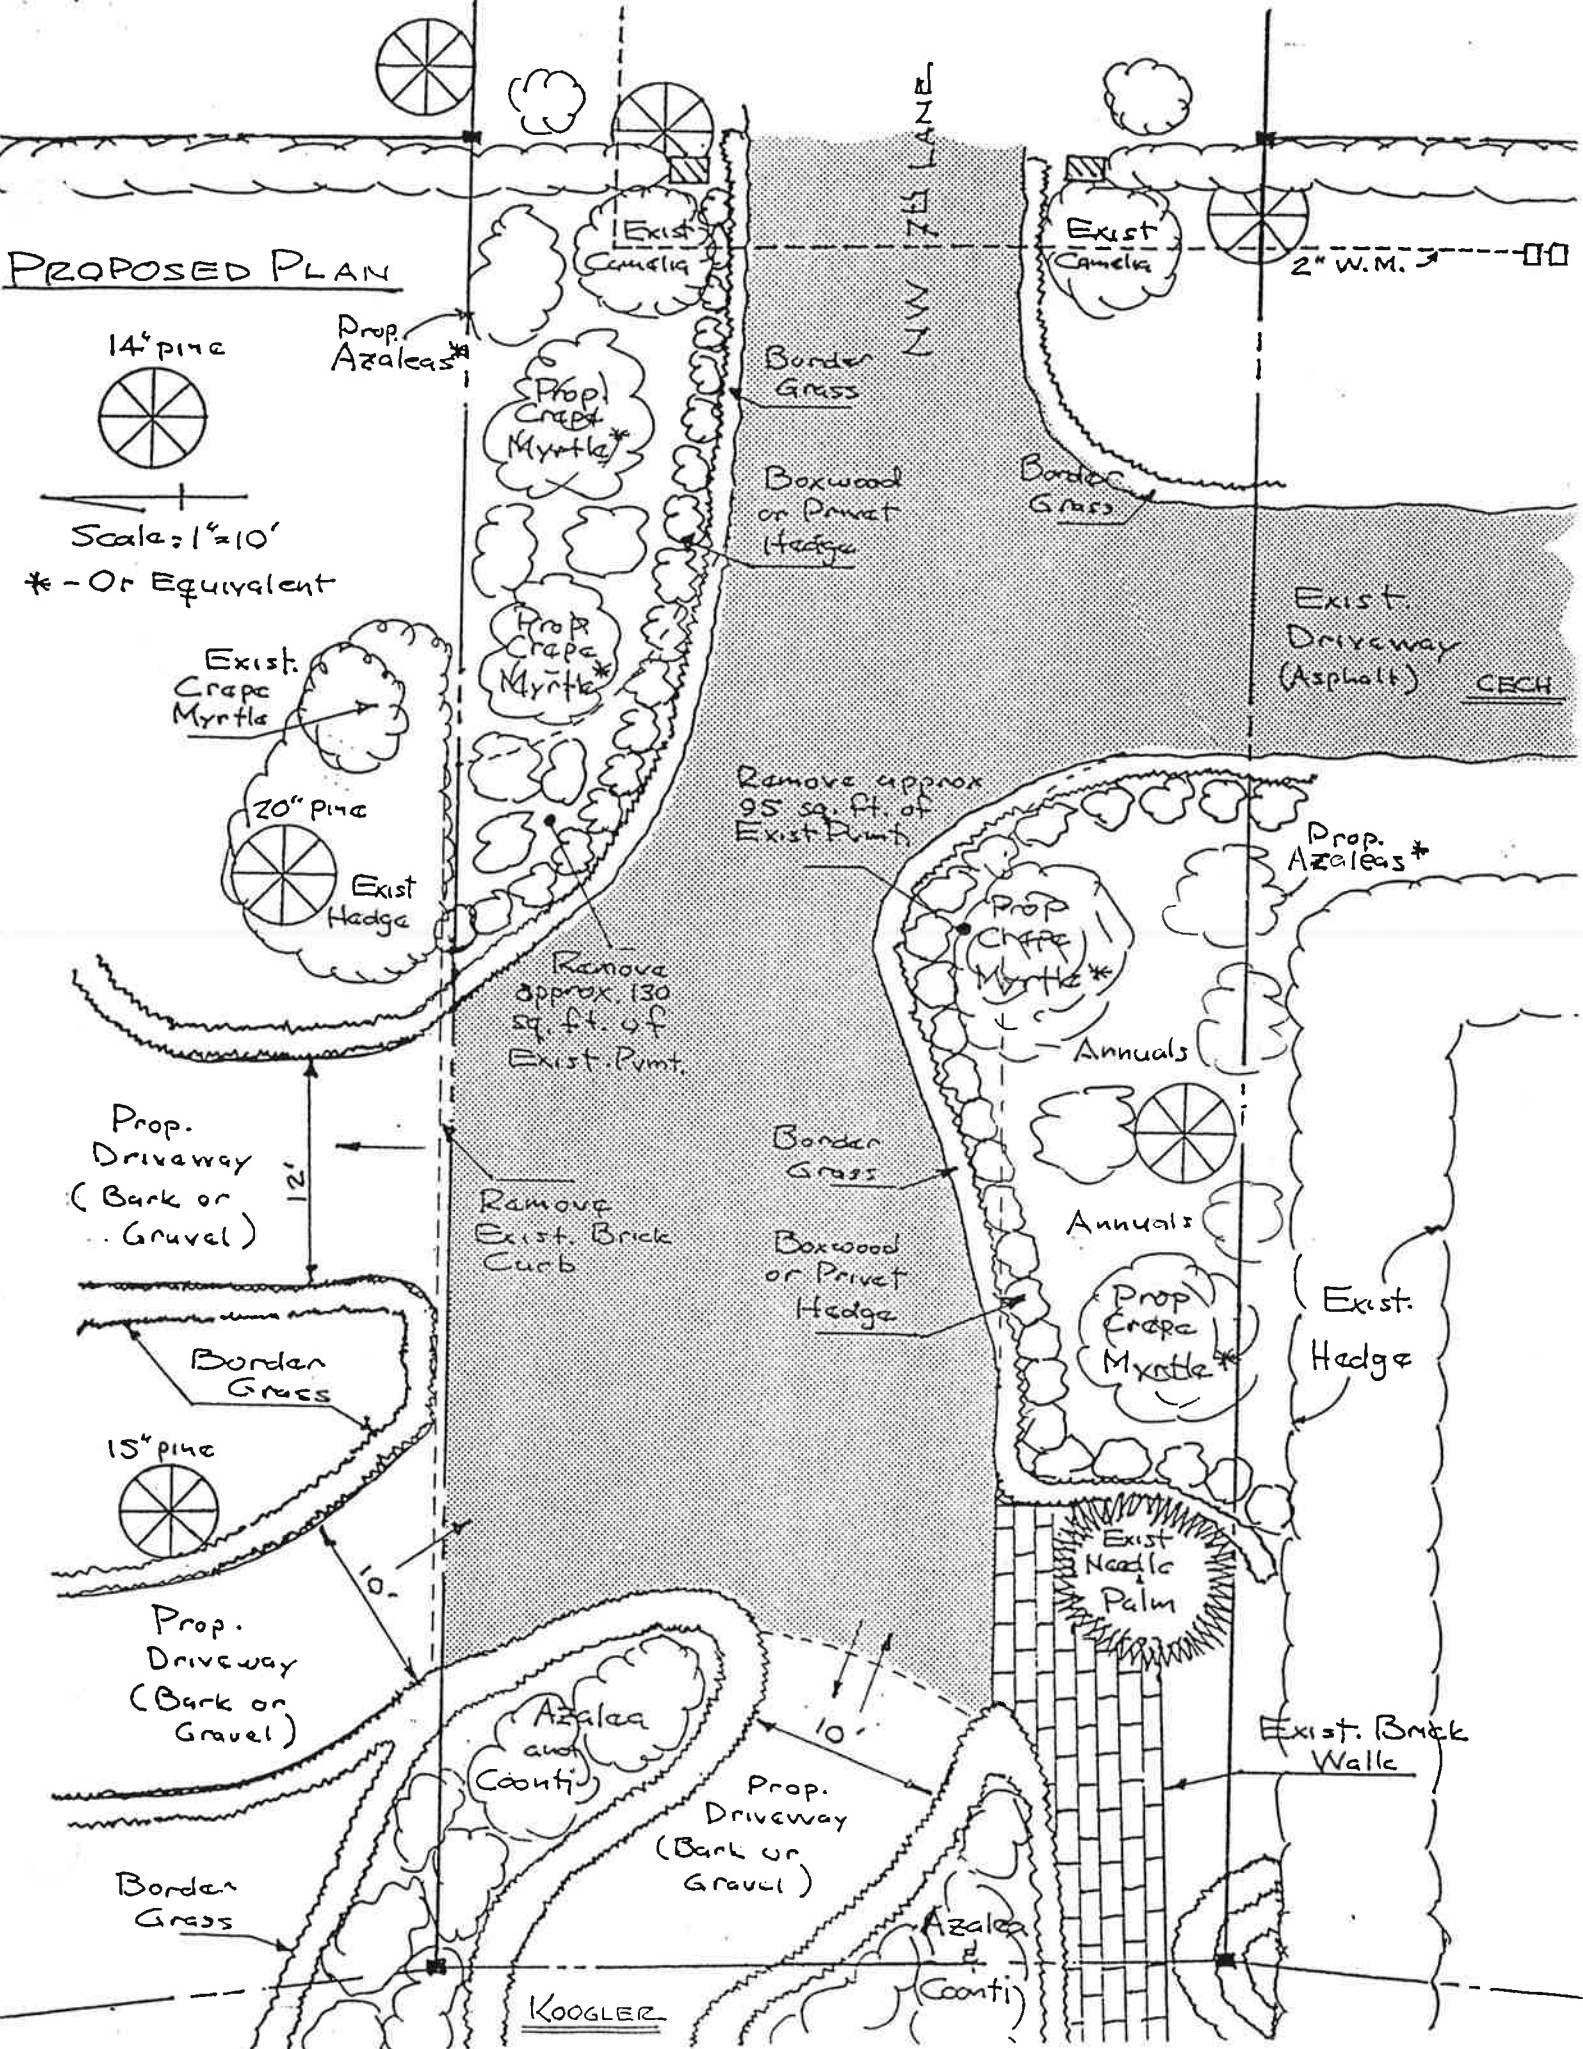 NW 7th LANE
Exist
Camelia
Exist
Camelia
2" W.M.
PROPOSED PLAN
Prop.
Azaleas*
14" pine
Border
Grass
Prop.
Crape
Myrtle*
Boxwood
or Privet
Hedge
Border
Grass
Scale: 1"=10'
* - Or Equivalent
Exist.
Driveway
(Asphalt)
CECH
Prop.
Crape
Myrtle*
Exist.
Crape
Myrtle
Remove approx
95 sq. ft. of
Exist Pvmt.
20" pine
Prop.
Azaleas*
Exist
Hedge
Prop
Crape
Myrtle*
Remove
approx. 130
sq. ft. of
Exist. Pvmt.
Annuals
Prop.
Driveway
(Bark or
Gravel)
12'
Border
Grass
Remove
Exist. Brick
Curb
Annuals
Boxwood
or Privet
Hedge
Prop
Crape
Myrtle*
Exist.
Hedge
Border
Grass
15" pine
Exist
Needle
Palm
10'
Prop.
Driveway
(Bark or
Gravel)
Azalea
and
Coonti
10'
Exist. Brick
Walk
Prop.
Driveway
(Bark or
Gravel)
Border
Grass
Azalea
&
Coonti
KOOGLER